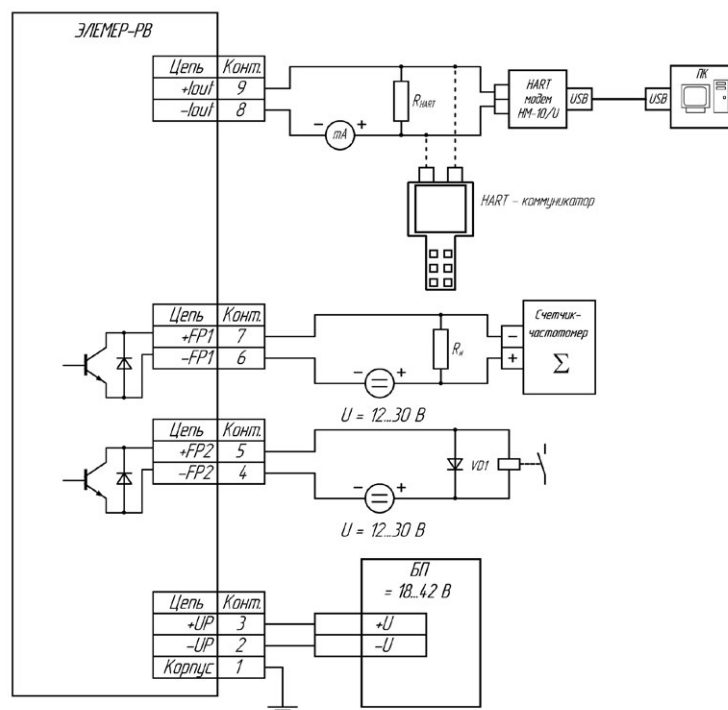 ЭЛЕМЕР-РВ
Цепь Конт.
+Iout 9
-Iout 8
- mA +
RHART
HART модем НМ-10/U
USB
USB
ПК
HART - коммуникатор
Цепь Конт.
+FP1 7
-FP1 6
- +
U = 12...30 В
Rн
-
+
Счетчик-
частотомер
Σ
Цепь Конт.
+FP2 5
-FP2 4
- +
U = 12...30 В
VD1
БП
= 18...42 В
Цепь Конт.
+UP 3
-UP 2
Корпус 1
+U
-U